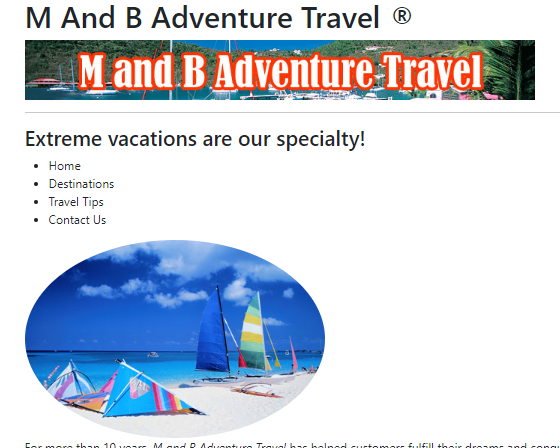 M And B Adventure Travel ®
M and B Adventure Travel
Extreme vacations are our specialty!
Home
Destinations
Travel Tips
Contact Us
For more than 10 years, M and B Adventure Travel has helped customers fulfill their dreams and